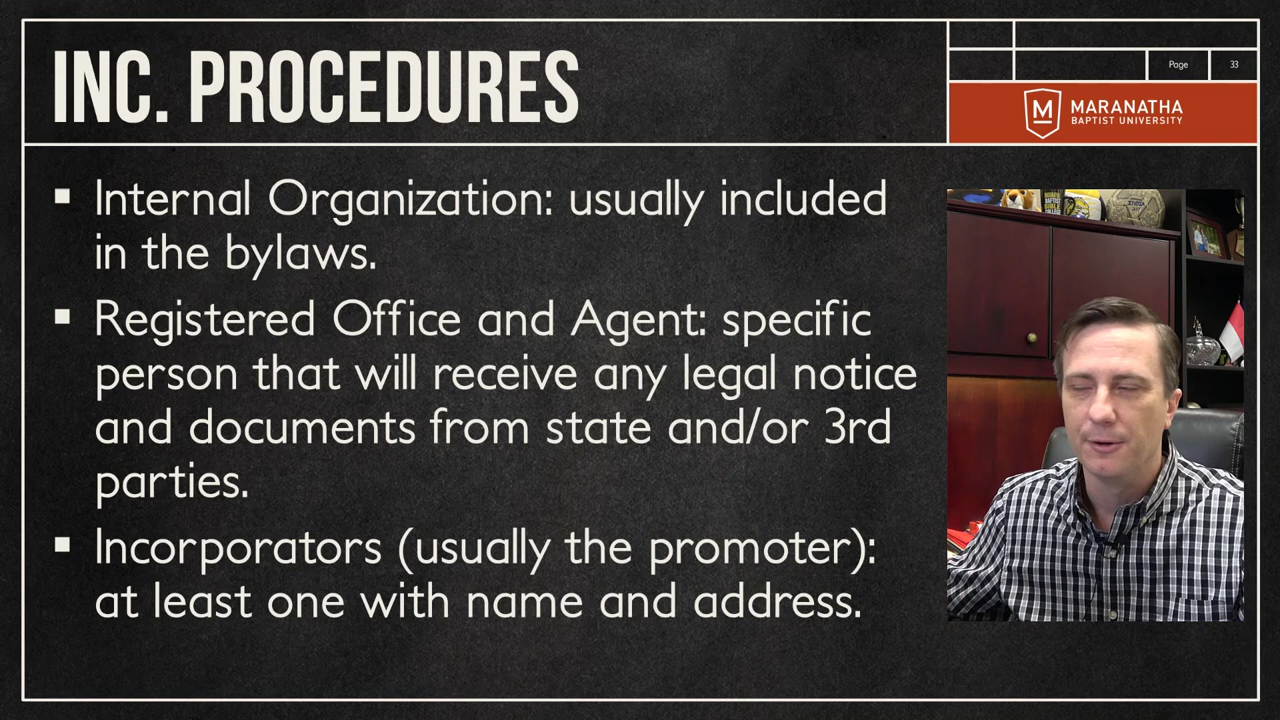 INC. PROCEDURES
Page 33
MARANATHA
BAPTIST UNIVERSITY
▪ Internal Organization: usually included
in the bylaws.
▪ Registered Office and Agent: specific
person that will receive any legal notice
and documents from state and/or 3rd
parties.
▪ Incorporators (usually the promoter):
at least one with name and address.